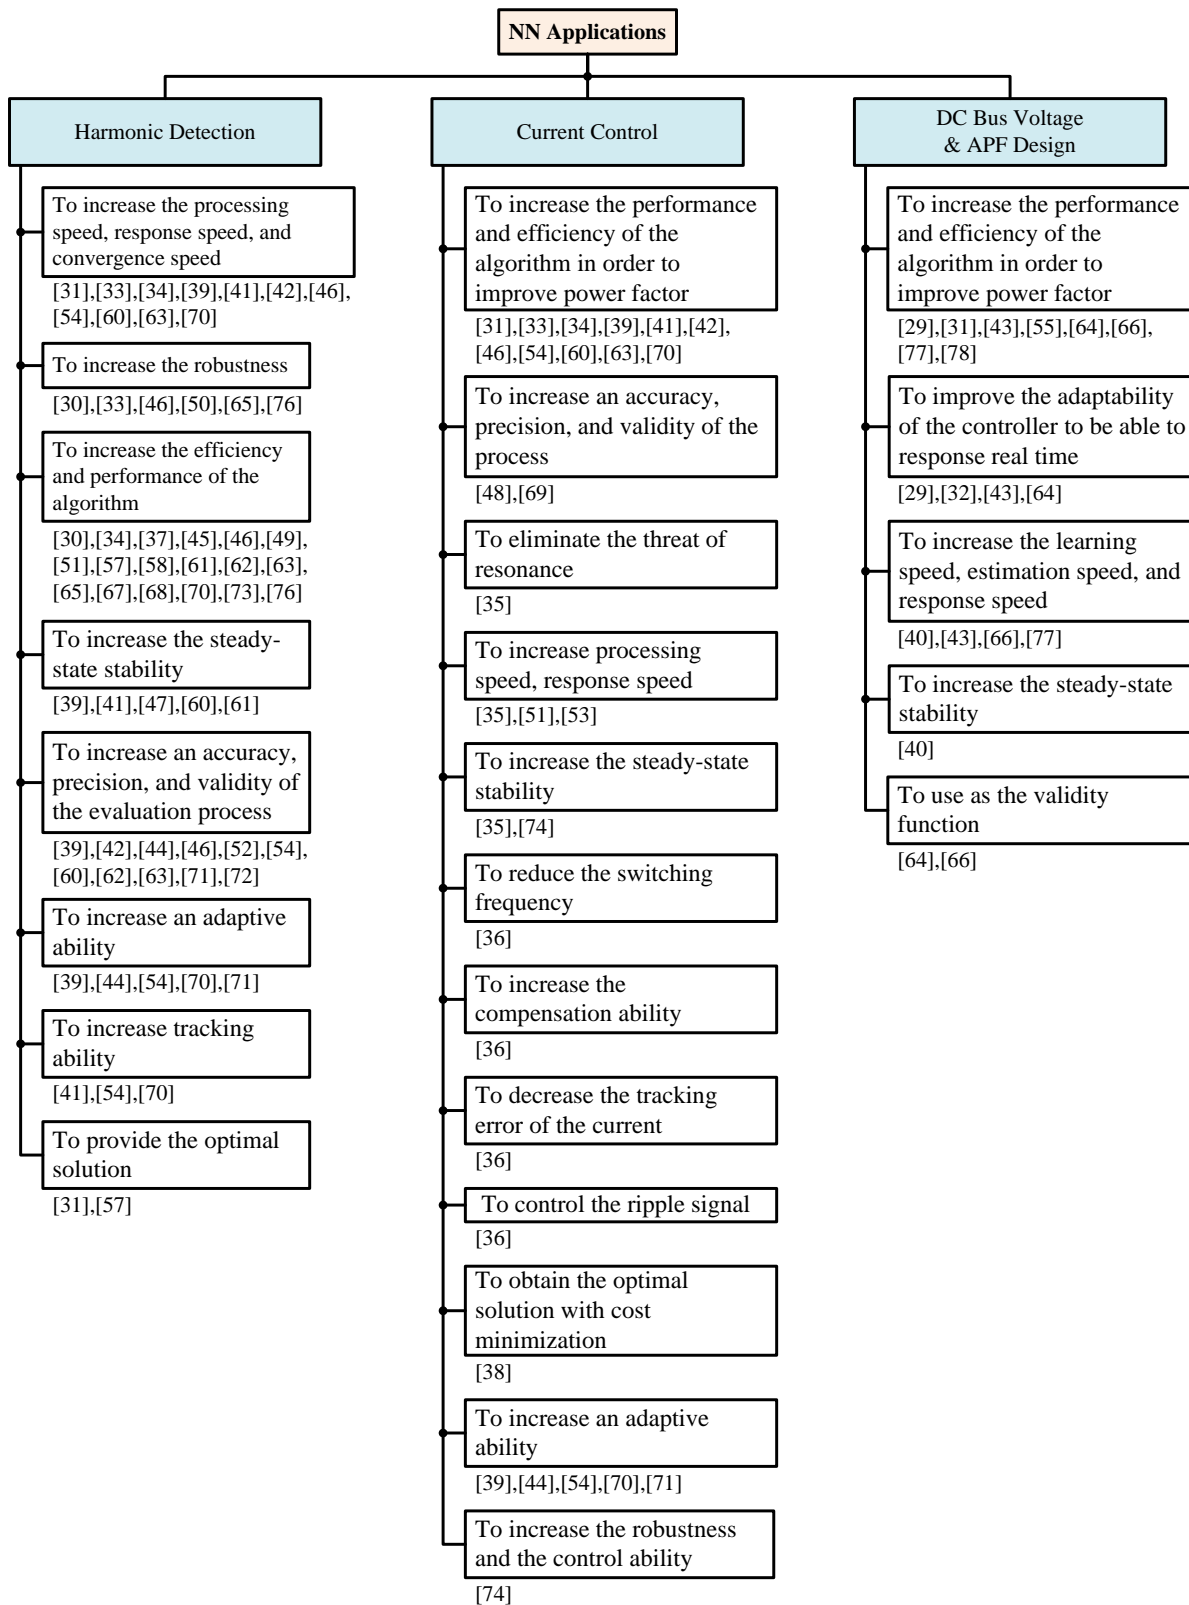 NN Applications
Harmonic Detection
To increase the processing
speed, response speed, and
convergence speed
[31],[33],[34],[39],[41],[42],[46],
[54],[60],[63],[70]
To increase the robustness
[30],[33],[46],[50],[65],[76]
To increase the efficiency
and performance of the
algorithm
[30],[34],[37],[45],[46],[49],
[51],[57],[58],[61],[62],[63],
[65],[67],[68],[70],[73],[76]
To increase the steady-
state stability
[39],[41],[47],[60],[61]
To increase an accuracy,
precision, and validity of
the evaluation process
[39],[42],[44],[46],[52],[54],
[60],[62],[63],[71],[72]
To increase an adaptive
ability
[39],[44],[54],[70],[71]
To increase tracking
ability
[41],[54],[70]
To provide the optimal
solution
[31],[57]
Current Control
To increase the performance
and efficiency of the
algorithm in order to
improve power factor
[31],[33],[34],[39],[41],[42],
[46],[54],[60],[63],[70]
To increase an accuracy,
precision, and validity of the
process
[48],[69]
To eliminate the threat of
resonance
[35]
To increase processing
speed, response speed
[35],[51],[53]
To increase the steady-state
stability
[35],[74]
To reduce the switching
frequency
[36]
To increase the
compensation ability
[36]
To decrease the tracking
error of the current
[36]
To control the ripple signal
[36]
To obtain the optimal
solution with cost
minimization
[38]
To increase an adaptive
ability
[39],[44],[54],[70],[71]
To increase the robustness
and the control ability
[74]
DC Bus Voltage
& APF Design
To increase the performance
and efficiency of the
algorithm in order to
improve power factor
[29],[31],[43],[55],[64],[66],
[77],[78]
To improve the adaptability
of the controller to be able to
response real time
[29],[32],[43],[64]
To increase the learning
speed, estimation speed, and
response speed
[40],[43],[66],[77]
To increase the steady-state
stability
[40]
To use as the validity
function
[64],[66]